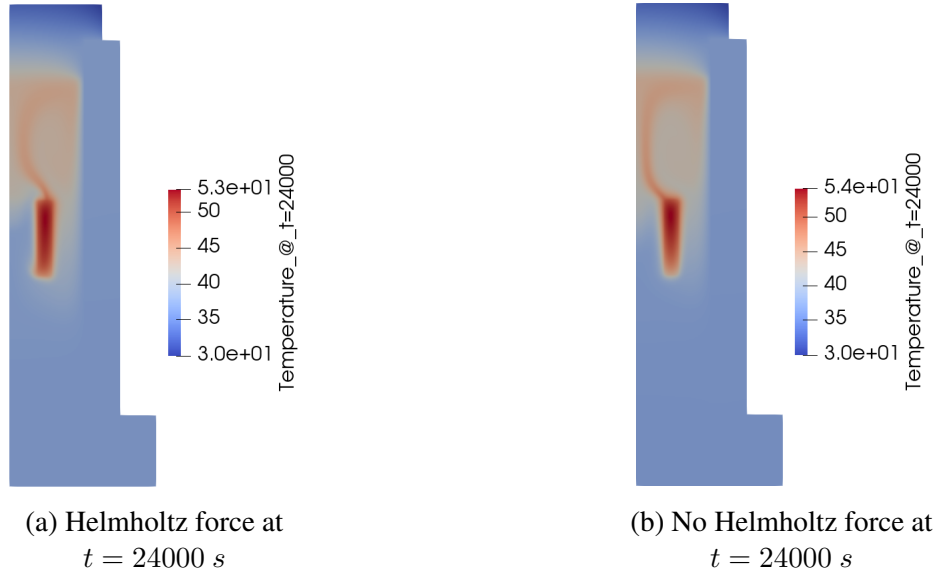 5.3e+01
50
45
40
35
3.0e+01
Temperature_@_t=24000
5.4e+01
50
45
40
35
3.0e+01
Temperature_@_t=24000
(a) Helmholtz force at
t = 24000 s
(b) No Helmholtz force at
t = 24000 s